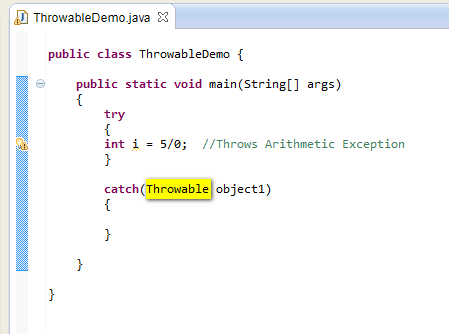 ThrowableDemo.java
public class ThrowableDemo {
public static void main(String[] args)
{
try
{
int i = 5/0; //Throws Arithmetic Exception
}
catch(Throwable object1)
{
}
}
}